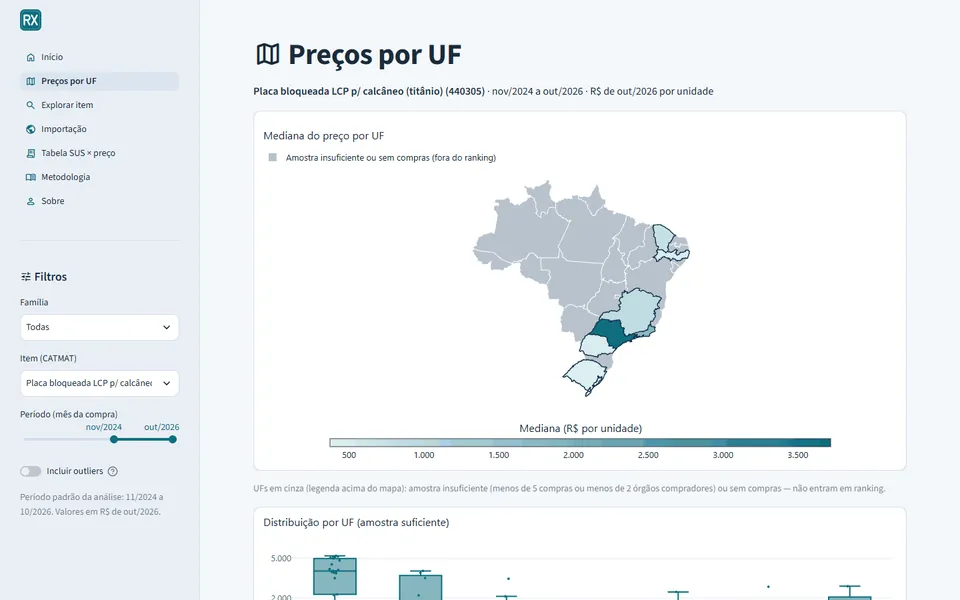 RX
Início
Preços por UF
Explorar item
Importação
Tabela SUS × preço
Metodologia
Sobre
Filtros
Família
Todas
Item (CATMAT)
Placa bloqueada LCP p/ calcâneo
Período (mês da compra)
nov/2024 out/2026
Incluir outliers
Período padrão da análise: 11/2024 a
10/2026. Valores em R$ de out/2026.
Preços por UF
Placa bloqueada LCP p/ calcâneo (titânio) (440305) · nov/2024 a out/2026 · R$ de out/2026 por unidade
Mediana do preço por UF
Amostra insuficiente ou sem compras (fora do ranking)
Mediana (R$ por unidade)
500 1.000 1.500 2.000 2.500 3.000 3.500
UFs em cinza (legenda acima do mapa): amostra insuficiente (menos de 5 compras ou menos de 2 órgãos compradores) ou sem compras — não entram em ranking.
Distribuição por UF (amostra suficiente)
5.000
2.000